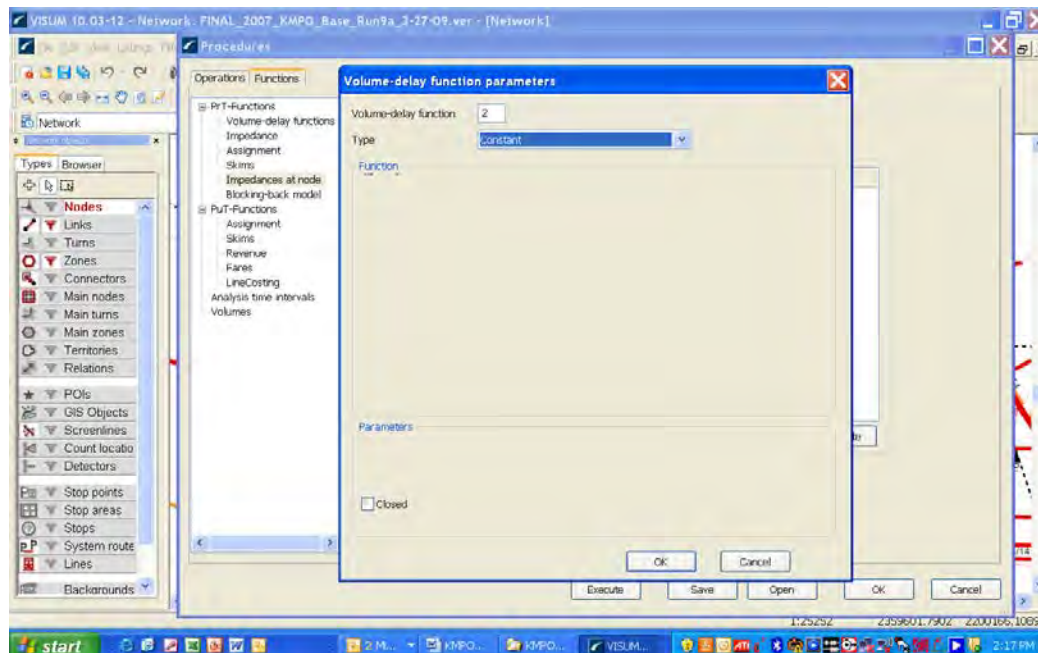 VISUM 10.03-12 - Network: FINAL_2007_KMPO_Base_Run9a_3-27-09.ver - [Network]
Procedures
Operations
Functions
PrT-Functions
Volume-delay functions
Impedance
Assignment
Skims
Impedances at node
Blocking-back model
PuT-Functions
Assignment
Skims
Revenue
Fares
LineCosting
Analysis time intervals
Volumes
Volume-delay function parameters
Volume-delay function 2
Type Constant
Function
Parameters
Closed
OK
Cancel
Execute
Save
Open
OK
Cancel
Network
Types
Browser
Nodes
Links
Turns
Zones
Connectors
Main nodes
Main turns
Main zones
Territories
Relations
POIs
GIS Objects
Screenlines
Count locatio
Detectors
Stop points
Stop areas
Stops
System route
Lines
Backgrounds
1:25252
2359601.7902
start
2 M...
KMPO...
KMPO...
VISUM...
2:17 PM